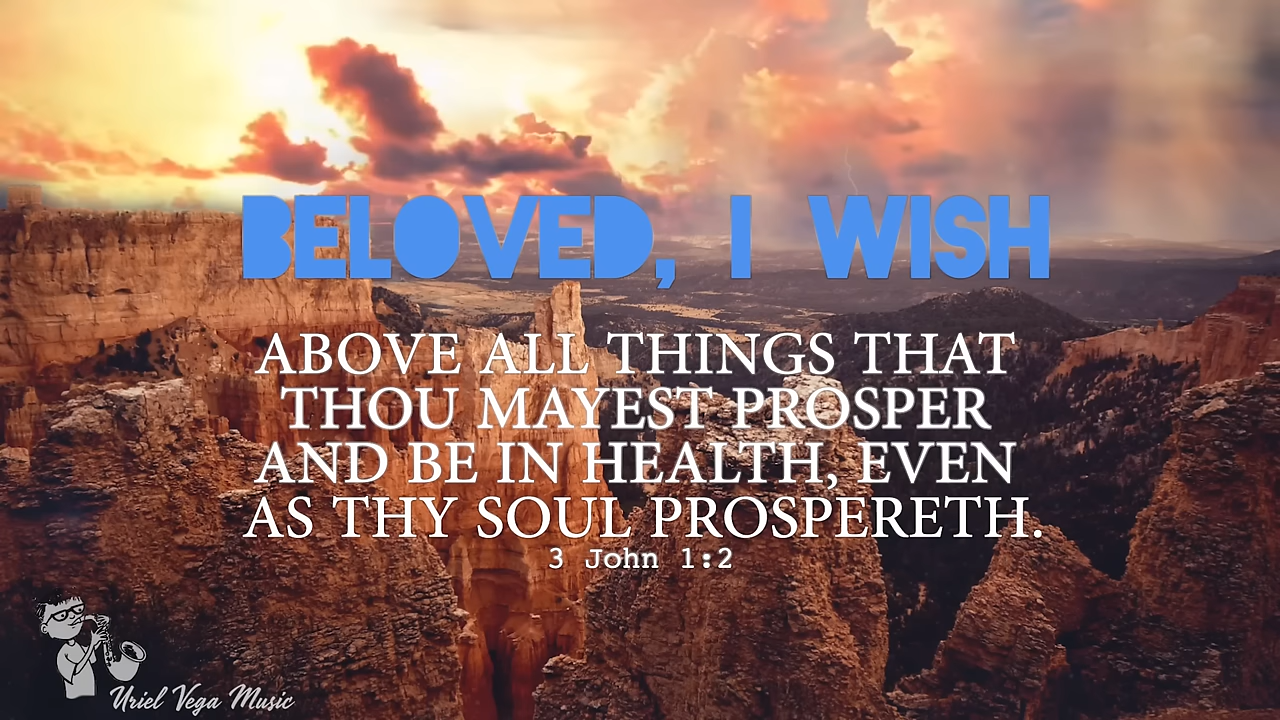 BELOVED, I WISH
ABOVE ALL THINGS THAT
THOU MAYEST PROSPER
AND BE IN HEALTH, EVEN
AS THY SOUL PROSPERETH.
3 John 1:2
Uriel Vega Music